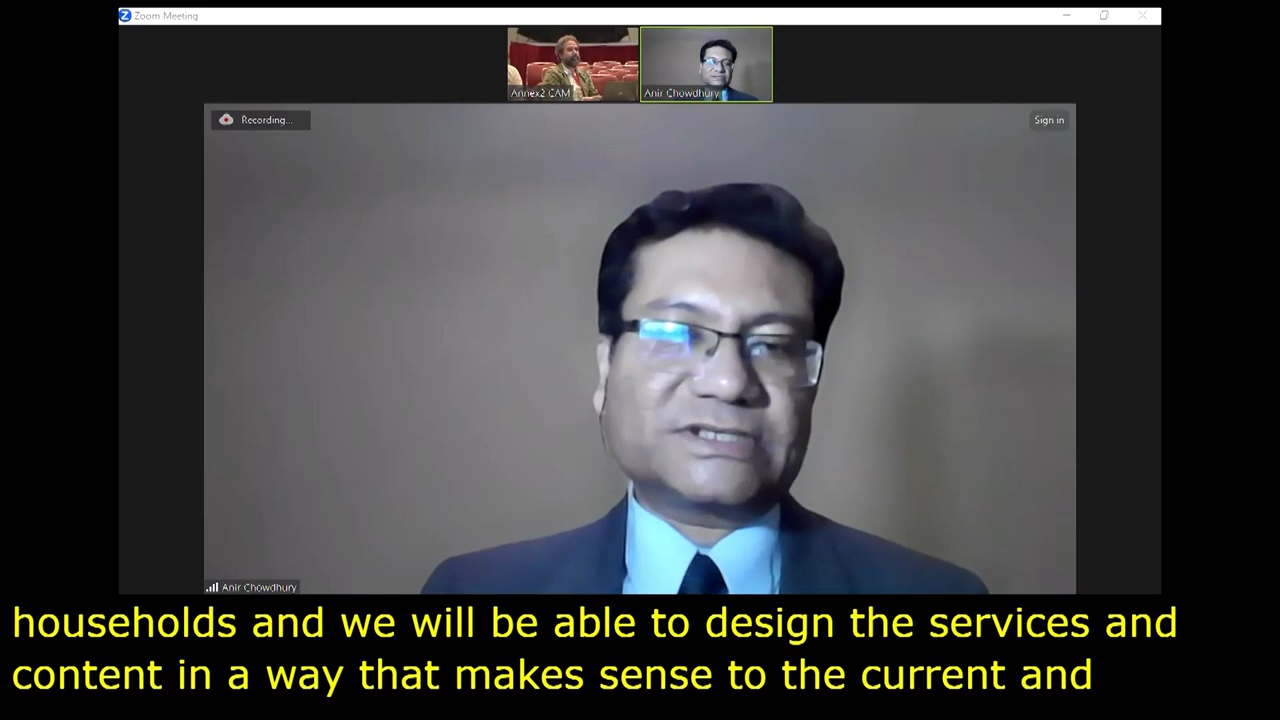 Zoom Meeting
Annex2 CAM
Anir Chowdhury
Recording...
Sign in
Anir Chowdhury
households and we will be able to design the services and
content in a way that makes sense to the current and